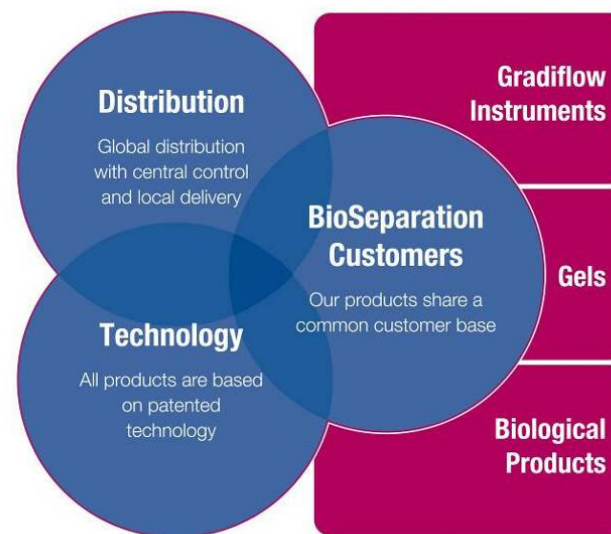 Distribution
Global distribution
with central control
and local delivery
BioSeparation
Customers
Our products share a
common customer base
Technology
All products are based
on patented
technology
Gradiflow
Instruments
Gels
Biological
Products